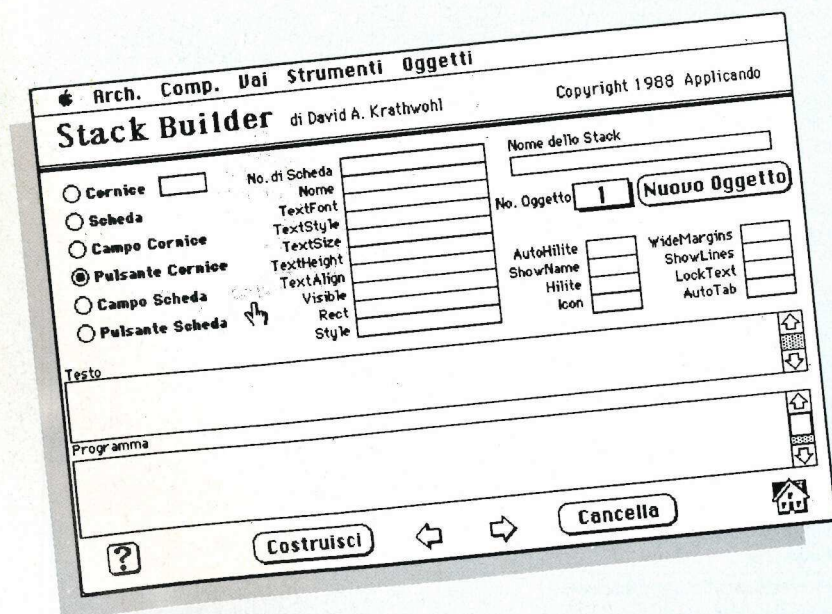 Arch. Comp. Vai Strumenti Oggetti
Stack Builder di David A. Krathwohl
Copyright 1988 Applicando
Cornice
Scheda
Campo Cornice
Pulsante Cornice
Campo Scheda
Pulsante Scheda
No. di Scheda
Nome
TextFont
TextStyle
TextSize
TextHeight
TextAlign
Visible
Rect
Style
Nome dello Stack
No. Oggetto 1 Nuovo Oggetto
AutoHilite
ShowName
Hilite
Icon
WideMargins
ShowLines
LockText
AutoTab
Testo
Programma
? Costruisci Cancella